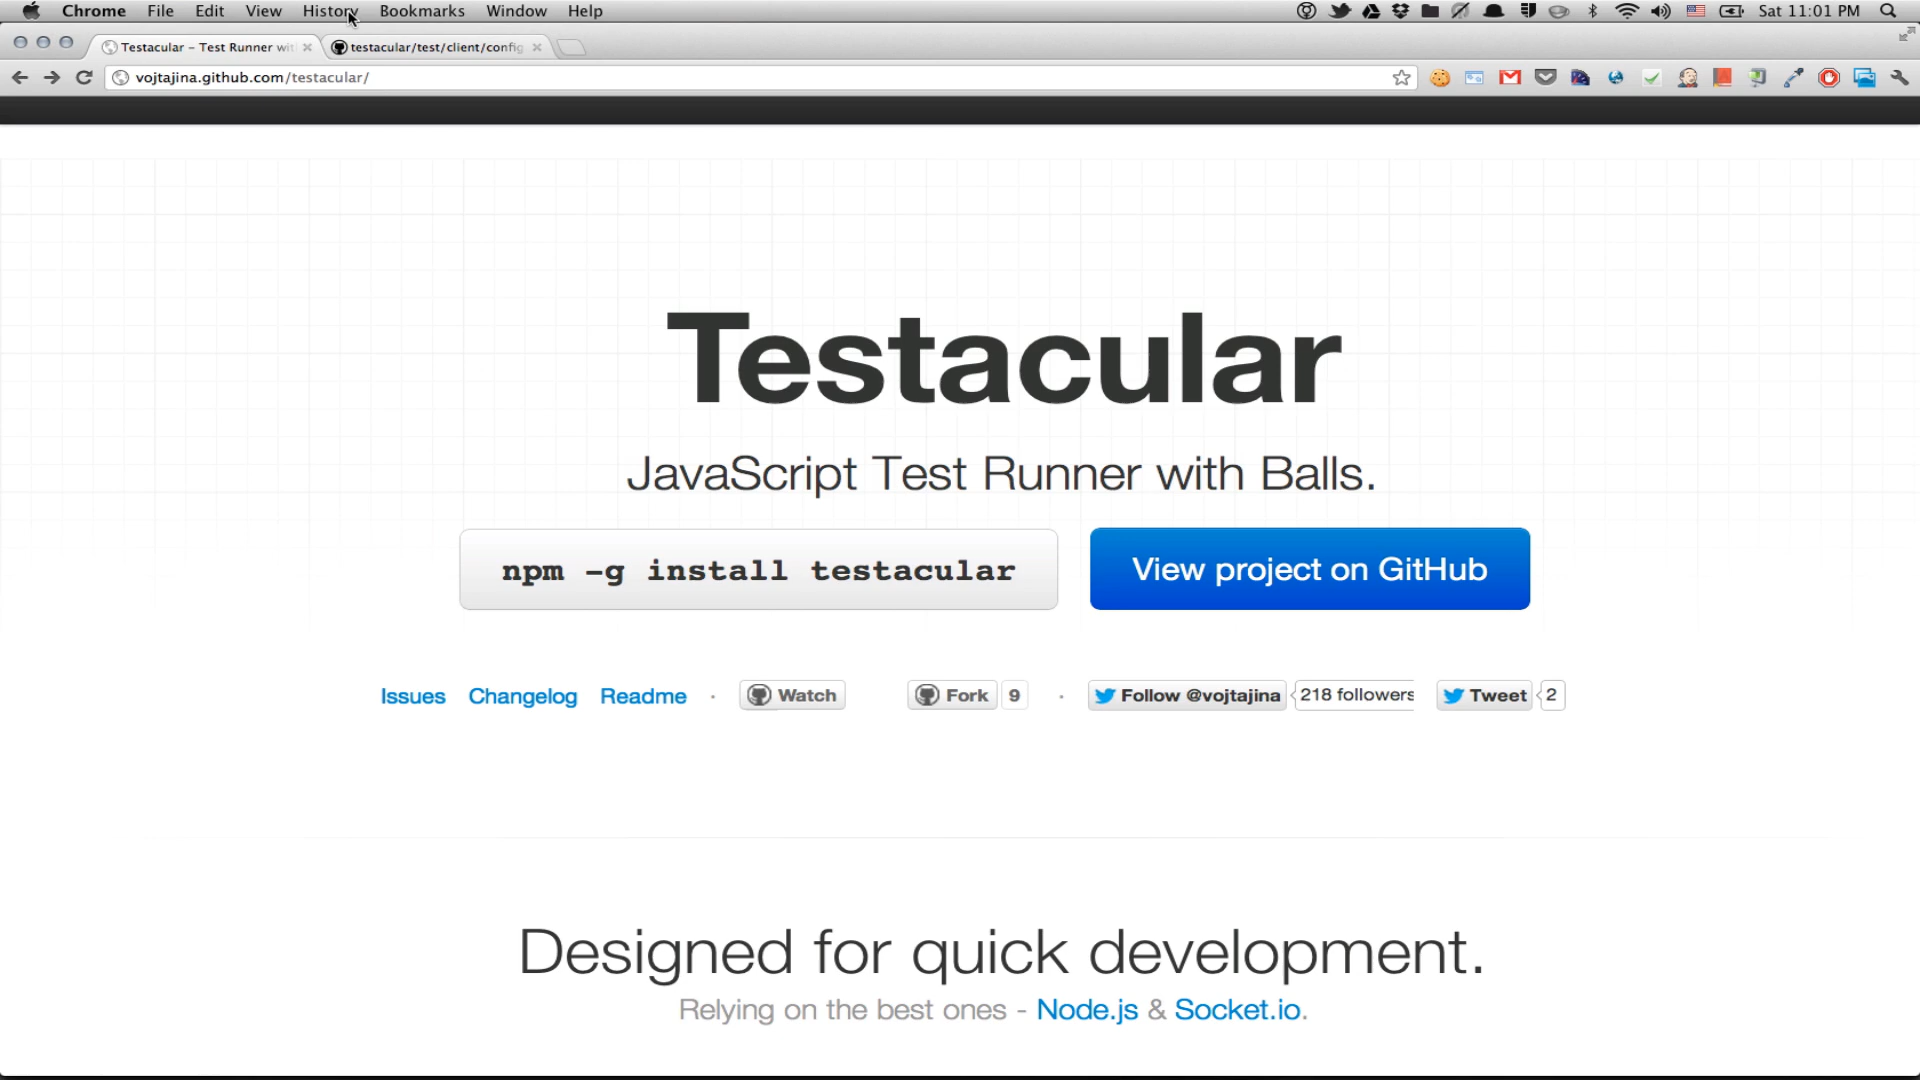 Chrome File Edit View History Bookmarks Window Help Sat 11:01 PM
Testacular – Test Runner wit testacular/test/client/config
vojtajina.github.com/testacular/
Testacular
JavaScript Test Runner with Balls.
npm -g install testacular View project on GitHub
Issues Changelog Readme · Watch Fork 9 · Follow @vojtajina 218 followers Tweet 2
Designed for quick development.
Relying on the best ones - Node.js & Socket.io.